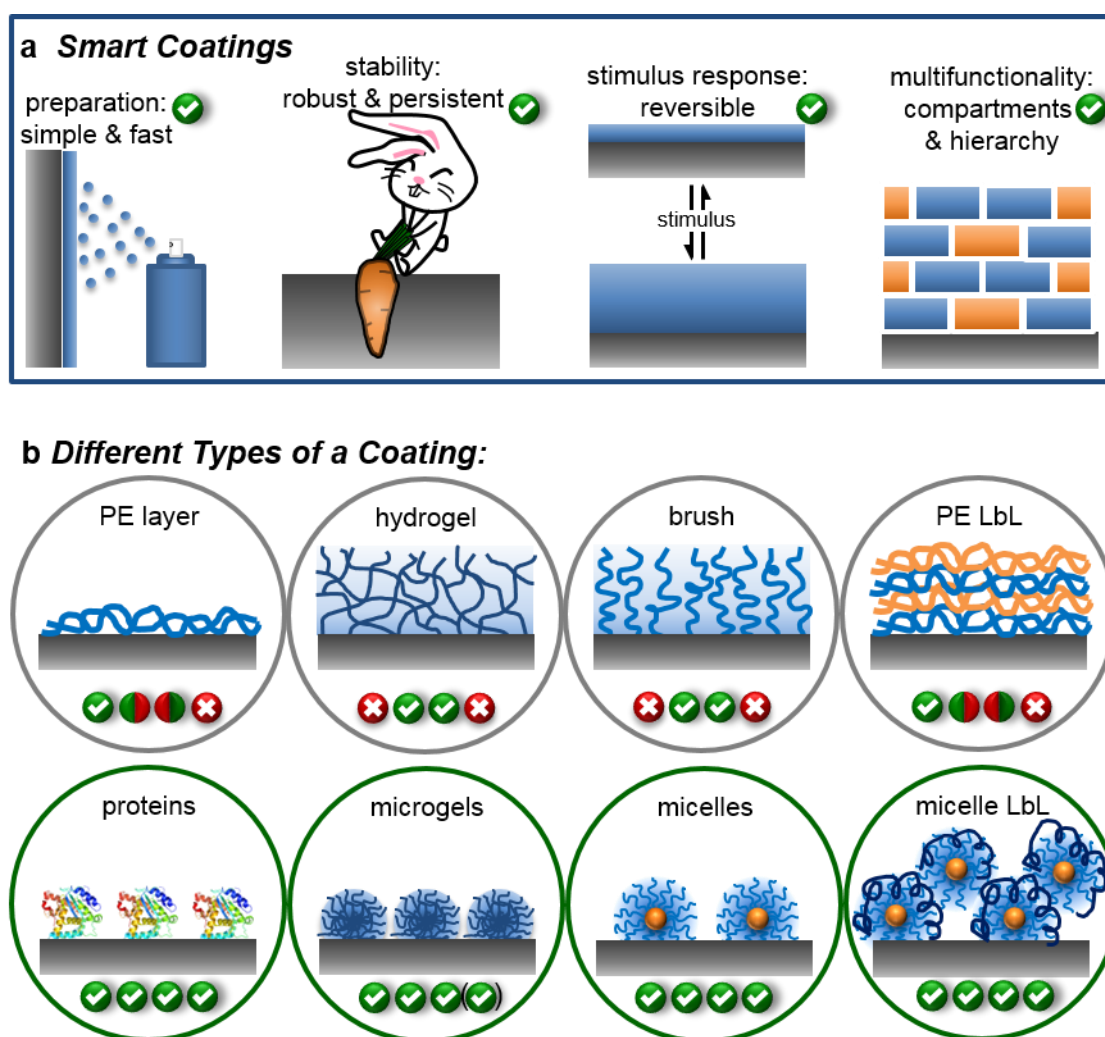 a Smart Coatings
preparation:
simple & fast
stability:
robust & persistent
stimulus response:
reversible
stimulus
multifunctionality:
compartments
& hierarchy
b Different Types of a Coating:
PE layer
hydrogel
brush
PE LbL
proteins
microgels
micelles
micelle LbL
( )